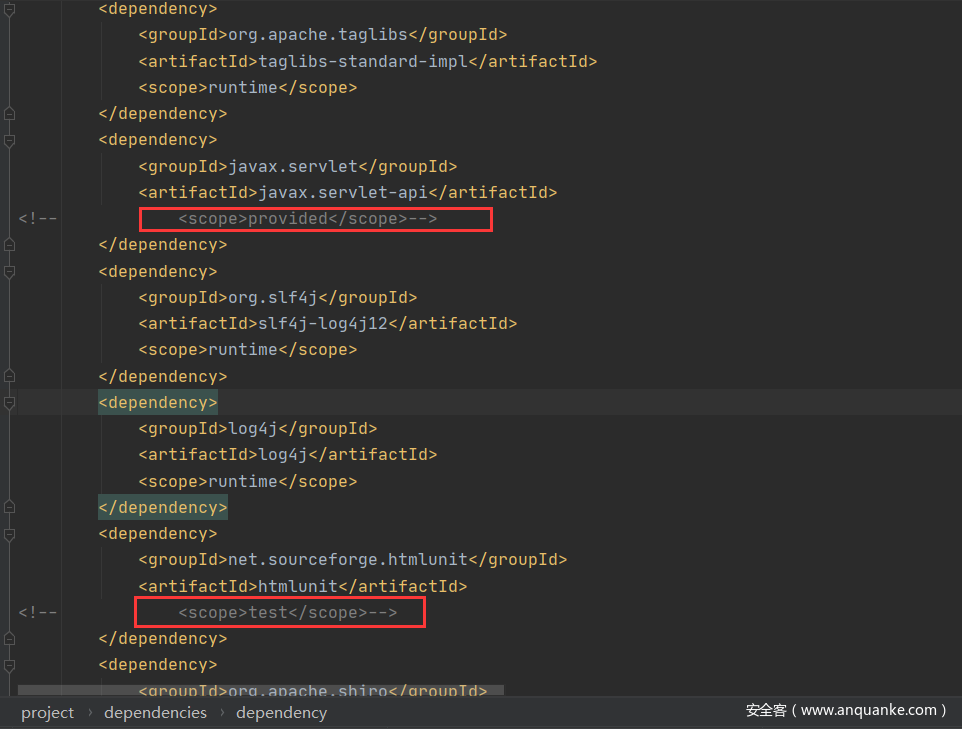 <dependency>
<groupId>org.apache.taglibs</groupId>
<artifactId>taglibs-standard-impl</artifactId>
<scope>runtime</scope>
</dependency>
<dependency>
<groupId>javax.servlet</groupId>
<artifactId>javax.servlet-api</artifactId>
<!-- <scope>provided</scope>-->
</dependency>
<dependency>
<groupId>org.slf4j</groupId>
<artifactId>slf4j-log4j12</artifactId>
<scope>runtime</scope>
</dependency>
<dependency>
<groupId>log4j</groupId>
<artifactId>log4j</artifactId>
<scope>runtime</scope>
</dependency>
<dependency>
<groupId>net.sourceforge.htmlunit</groupId>
<artifactId>htmlunit</artifactId>
<!-- <scope>test</scope>-->
</dependency>
<dependency>
<groupId>org.apache.shiro</groupId>
project › dependencies › dependency
安全客 ( www.anquanke.com )